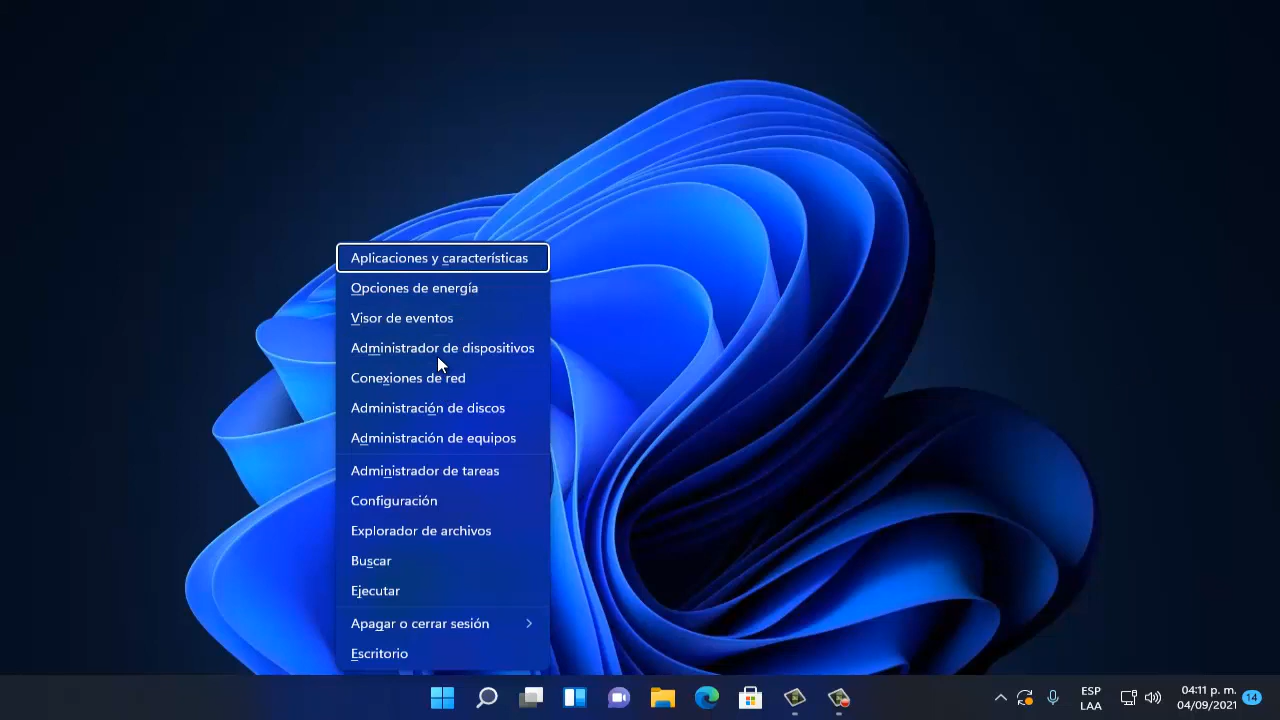 Aplicaciones y características
Opciones de energía
Visor de eventos
Administrador de dispositivos
Conexiones de red
Administración de discos
Administración de equipos
Administrador de tareas
Configuración
Explorador de archivos
Buscar
Ejecutar
Apagar o cerrar sesión
Escritorio
ESP
LAA
04:11 p. m.
04/09/2021
14